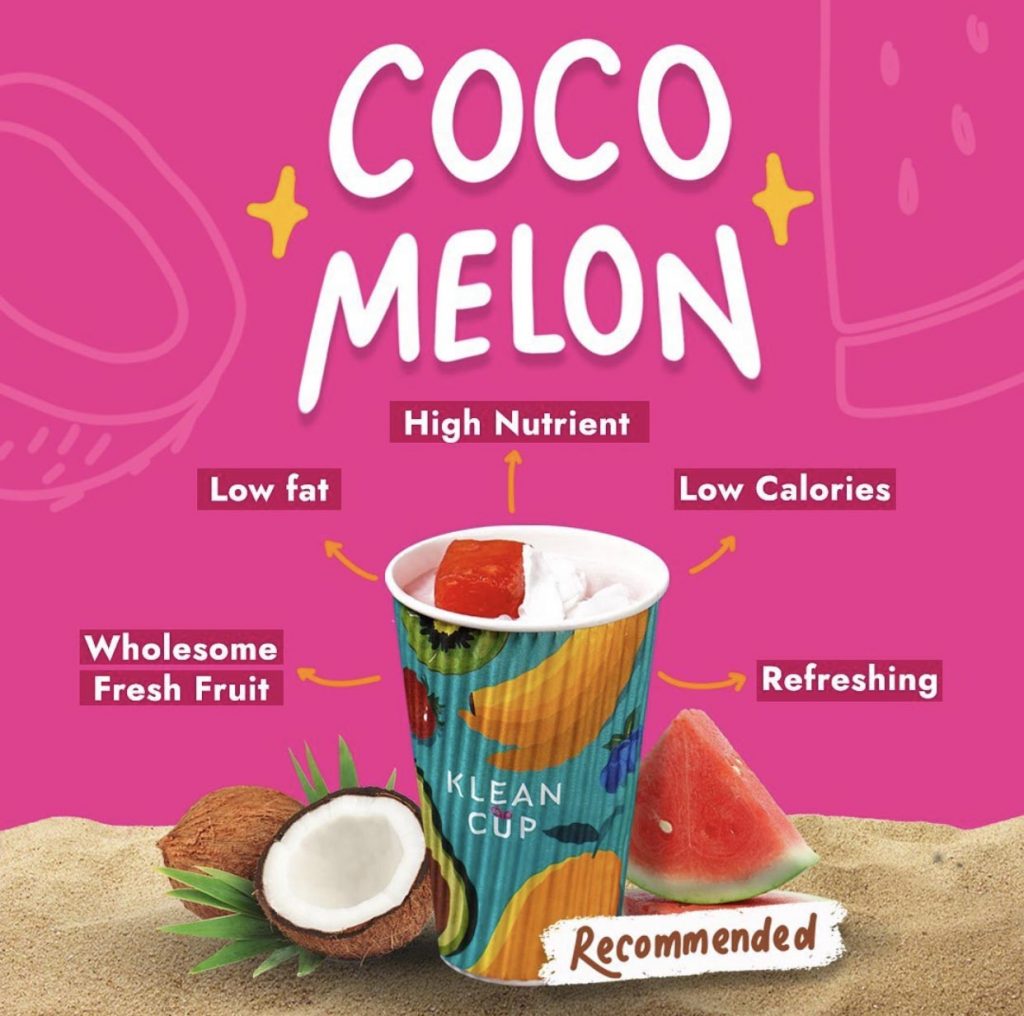 COCO
MELON
High Nutrient
Low fat
Low Calories
Wholesome
Fresh Fruit
Refreshing
KLEAN
CUP
Recommended